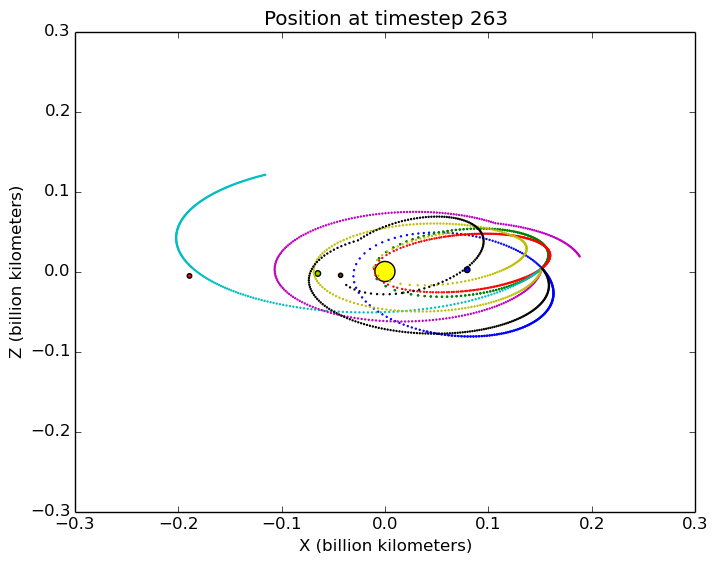 Position at timestep 263
0.3
0.2
0.1
0.0
−0.1
−0.2
−0.3
Z (billion kilometers)
−0.3 −0.2 −0.1 0.0 0.1 0.2 0.3
X (billion kilometers)